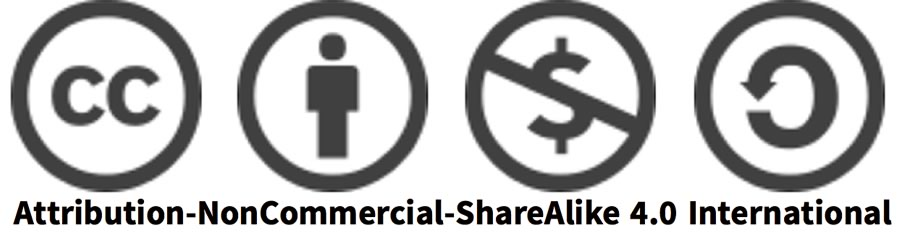 cc
$
Attribution-NonCommercial-ShareAlike 4.0 International